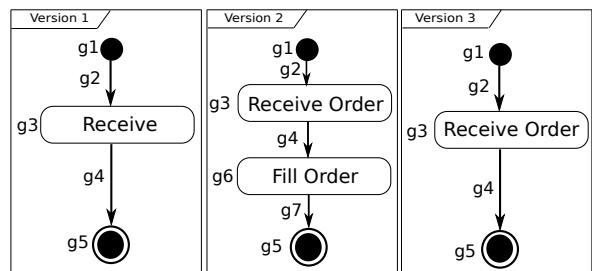 Version 1
g1
g2
g3
Receive
g4
g5
Version 2
g1
g2
g3
Receive Order
g4
g6
Fill Order
g7
g5
Version 3
g1
g2
g3
Receive Order
g4
g5